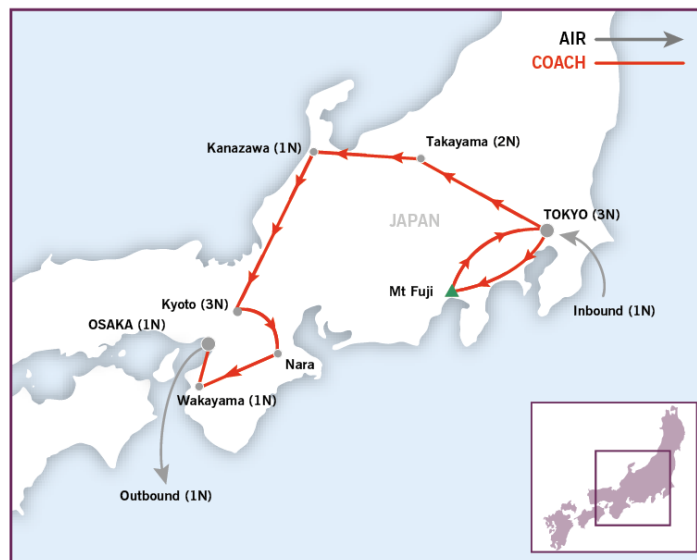 AIR
COACH
Kanazawa (1N)
Takayama (2N)
TOKYO (3N)
JAPAN
Mt Fuji
Inbound (1N)
Kyoto (3N)
OSAKA (1N)
Nara
Wakayama (1N)
Outbound (1N)